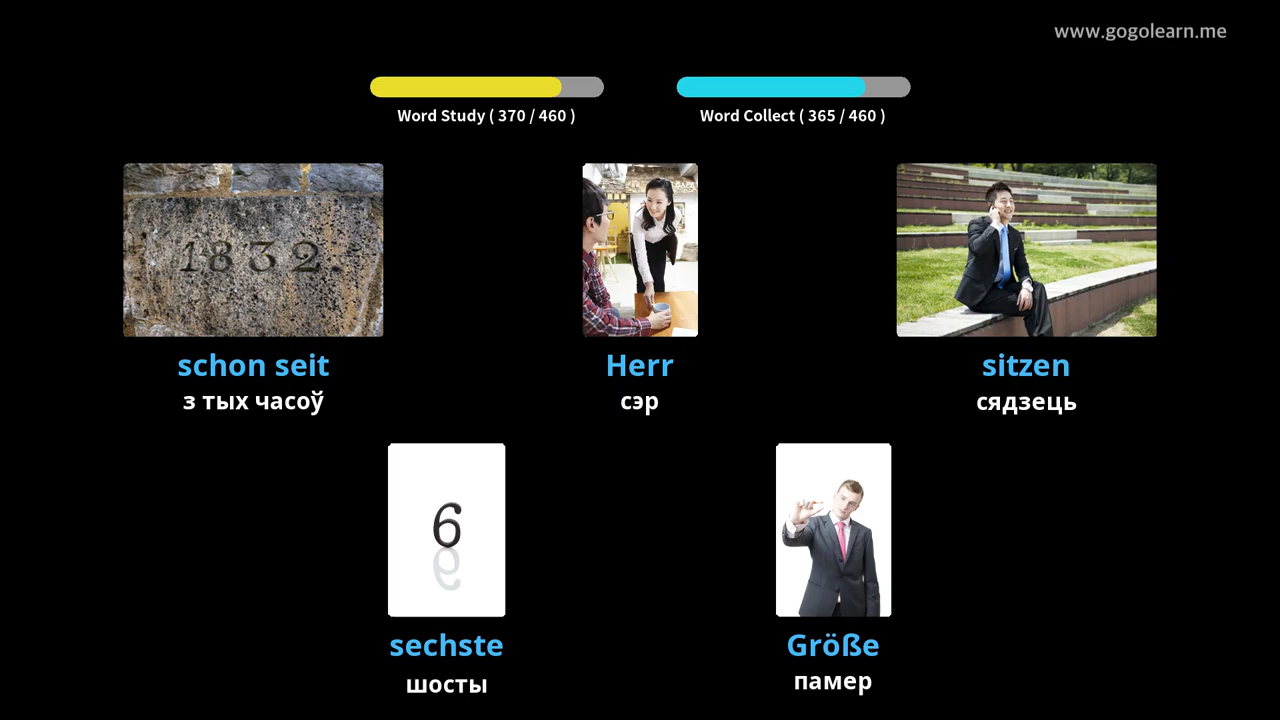 www.gogolearn.me
Word Study ( 370 / 460 )
Word Collect ( 365 / 460 )
1832.
schon seit
з тых часоў
Herr
сэр
sitzen
сядзець
6
sechste
шосты
Größe
памер